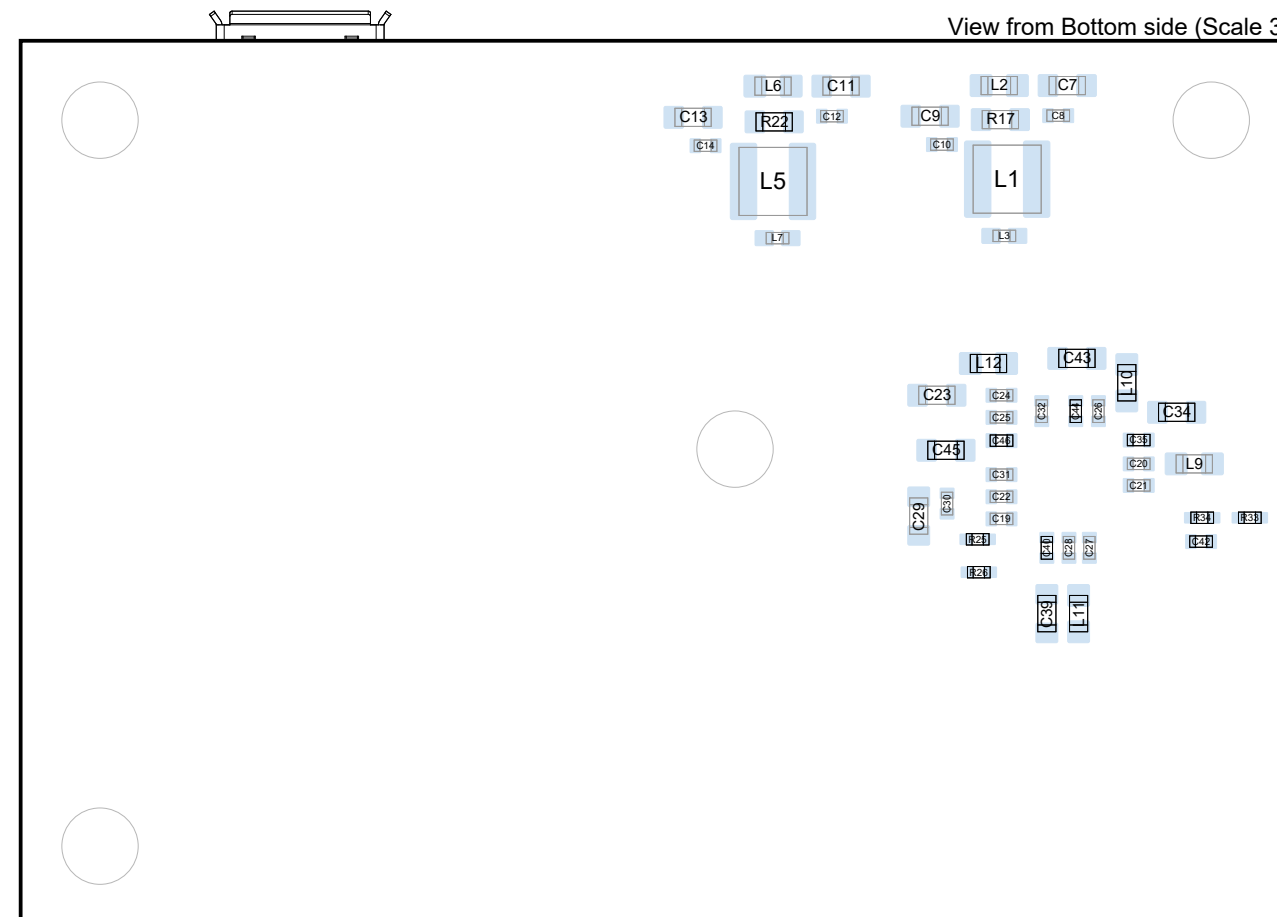 View from Bottom side (Scale 3
L6 C11 L2 C7
C13 R22 C12 C9 R17 C8
C14 C10
L5 L1
L7 L3
L12 C43
L10
C23 C24 C32 C44 C26 C34
C25
C45 C46 C35
C20 L9
C31
C21
C29 C30 C22
C19 R34 R33
R25 C40 C28 C27 C42
R26
C39 L11